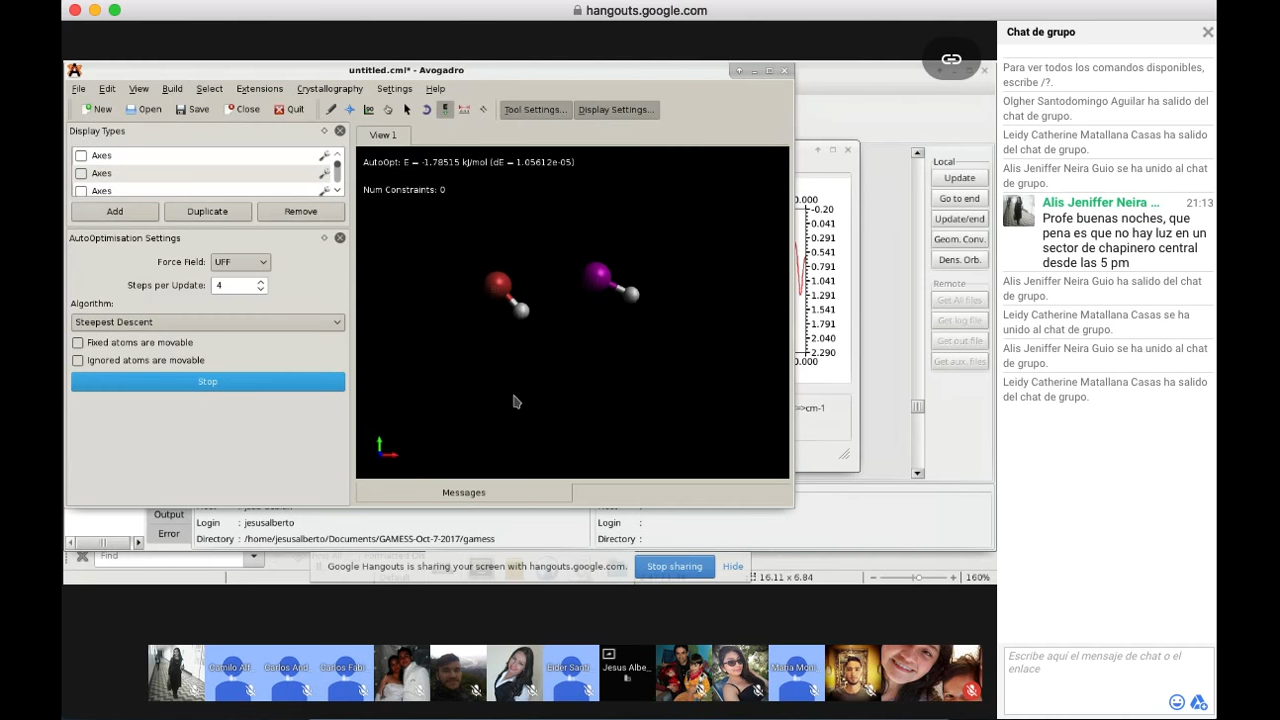 hangouts.google.com
untitled.cml* - Avogadro
File Edit View Build Select Extensions Crystallography Settings Help
New Open Save Close Quit Tool Settings... Display Settings...
Display Types
Axes
Axes
Axes
Add Duplicate Remove
AutoOptimisation Settings
Force Field: UFF
Steps per Update: 4
Algorithm:
Steepest Descent
Fixed atoms are movable
Ignored atoms are movable
Stop
View 1
AutoOpt: E = -1.78515 kJ/mol (dE = 1.05612e-05)
Num Constraints: 0
Messages
0.000
-0.20
0.041
0.291
0.541
0.791
1.041
1.291
1.541
1.791
2.041
2.290
0.000
=>cm-1
Local
Update
Go to end
Update/end
Geom. Conv.
Dens. Orb.
Remote
Get All files
Get log file
Get out file
Get aux. files
Output
Error
Login : jesusalberto
Directory : /home/jesusalberto/Documents/GAMESS-Oct-7-2017/gamess
Login :
Directory :
Find
Google Hangouts is sharing your screen with hangouts.google.com.
Stop sharing
Hide
16.11 x 6.84
160%
Camilo Alf
Carlos And
Carlos Fabi
Elder Santi
Jesus Albe...
Maria Mon
Chat de grupo
Para ver todos los comandos disponibles,
escribe /?.
Olgher Santodomingo Aguilar ha salido del
chat de grupo.
Leidy Catherine Matallana Casas ha salido
del chat de grupo.
Alis Jeniffer Neira Guio se ha unido al chat
de grupo.
Alis Jeniffer Neira ... 21:13
Profe buenas noches, que
pena es que no hay luz en un
sector de chapinero central
desde las 5 pm
Alis Jeniffer Neira Guio ha salido del chat
de grupo.
Leidy Catherine Matallana Casas se ha
unido al chat de grupo.
Alis Jeniffer Neira Guio se ha unido al chat
de grupo.
Leidy Catherine Matallana Casas ha salido
del chat de grupo.
Escribe aquí el mensaje de chat o el
enlace